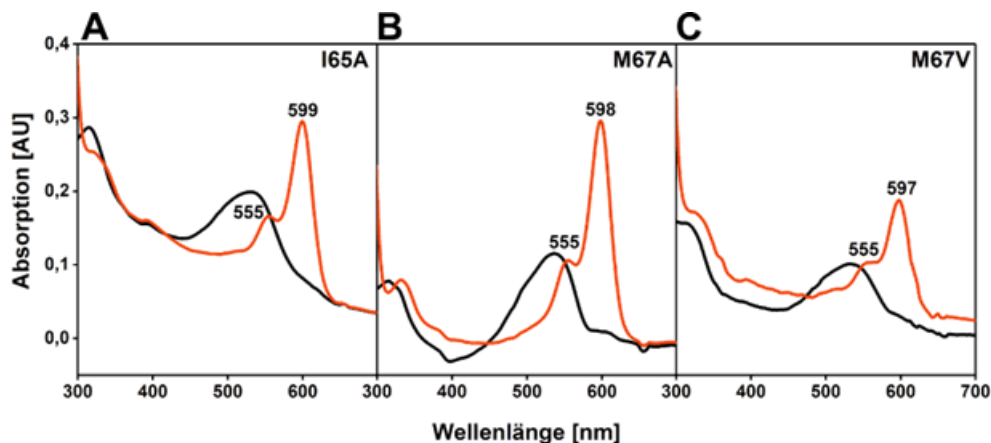 A B C
I65A M67A M67V
0,4
0,3
0,2
0,1
0,0
599 598 597
555 555 555
300 400 500 600 300 400 500 600 300 400 500 600 700
Absorption [AU]
Wellenlänge [nm]